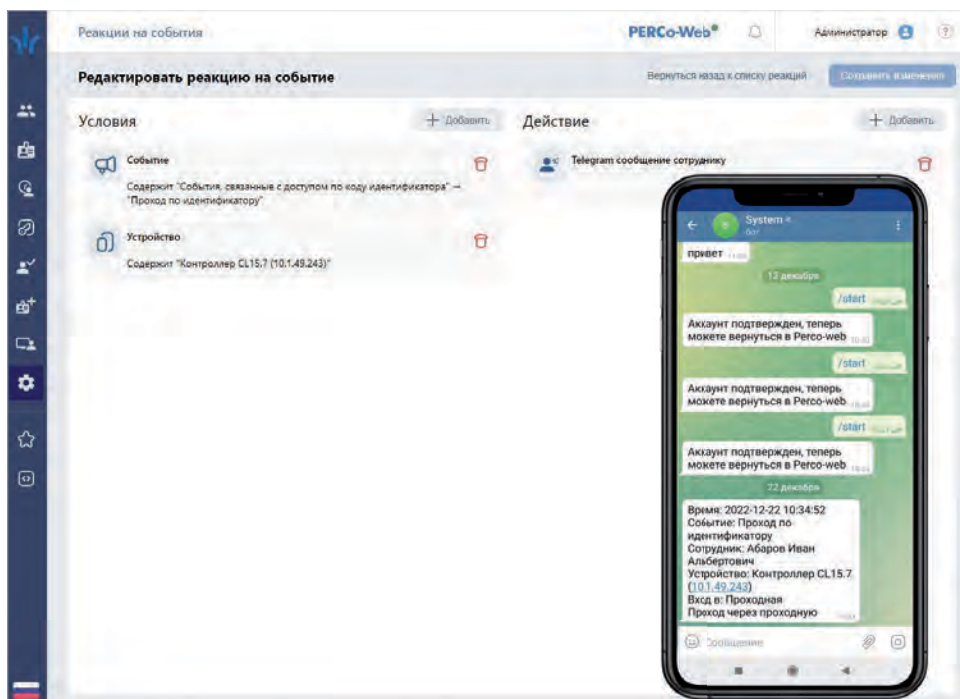 Реакции на события
PERCo-Web
Администратор
?
Редактировать реакцию на событие
Вернуться назад к списку реакций
Сохранить изменения
Условия
+ Добавить
Действие
+ Добавить
Событие
Содержит "События, связанные с доступом по коду идентификатора" →
"Проход по идентификатору"
Устройство
Содержит "Контроллер CL15.7 (10.1.49.243)"
Telegram сообщение сотруднику
System
бот
привет
12 декабря
/start
Аккаунт подтвержден, теперь
можете вернуться в Perco-web
/start
Аккаунт подтвержден, теперь
можете вернуться в Perco-web
/start
Аккаунт подтвержден, теперь
можете вернуться в Perco-web
22 декабря
Время: 2022-12-22 10:34:52
Событие: Проход по
идентификатору
Сотрудник: Абаров Иван
Альбертович
Устройство: Контроллер CL15.7
(10.1.49.243)
Вход в: Проходная
Проход через проходную
Сообщение